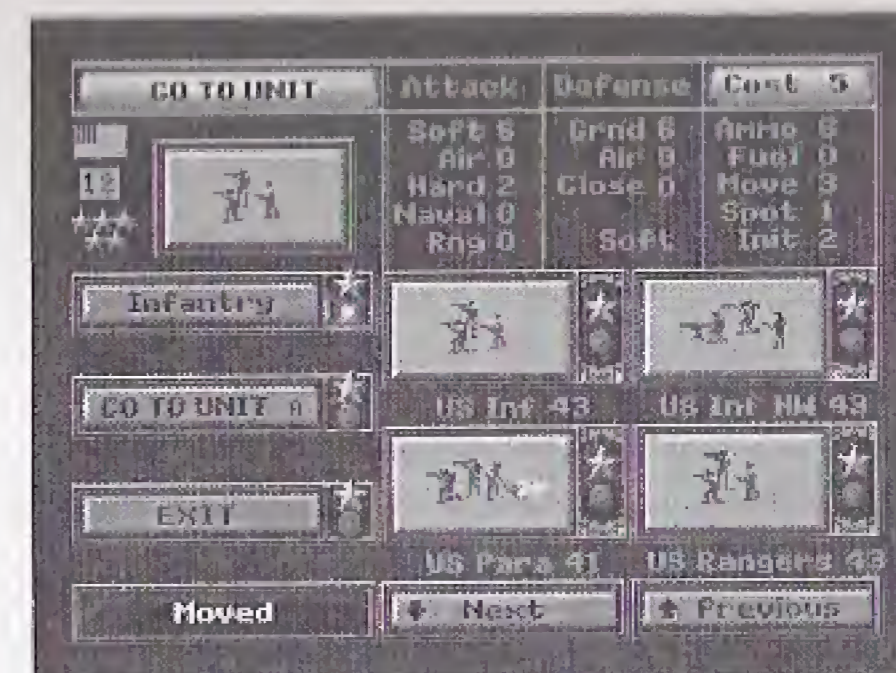 GO TO UNIT Attack Defense Cost 5
Soft 6 Grnd 6 Ammo 6
Air 0 Air 9 Fuel 0
12 Hard 2 Close 0 Move 3
Naval 0 Spot 1
Rng 0 Soft Init 2
Infantry
GO TO UNIT A
US Inf 43 US Inf HW 43
EXIT
US Para 41 US Rangers 43
Moved Next Previous